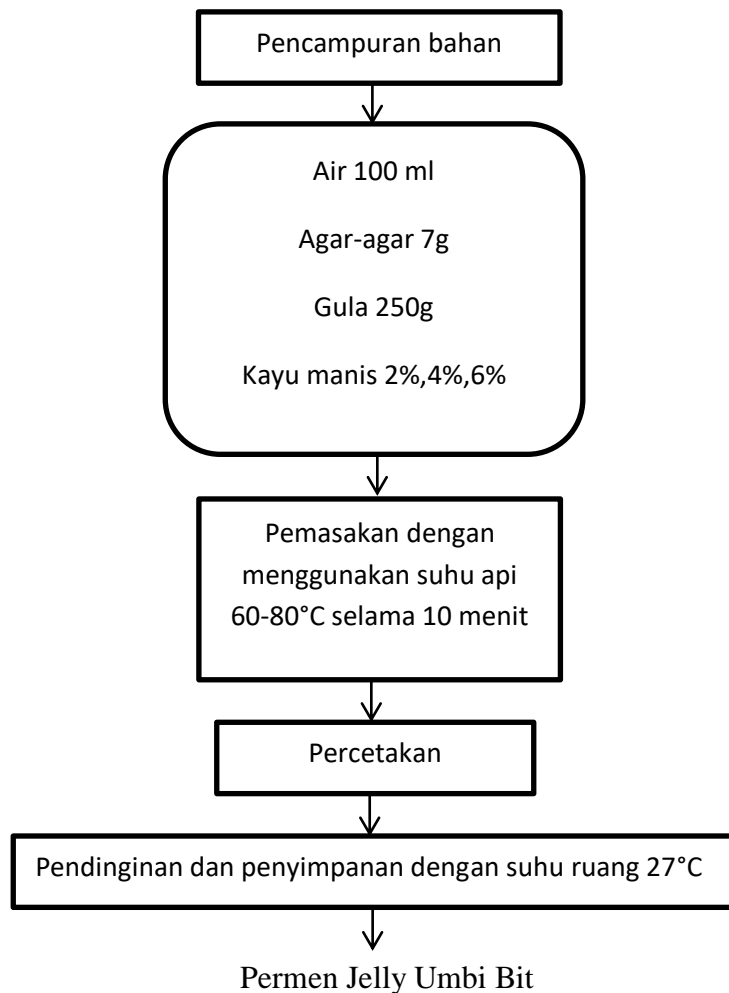 Pencampuran bahan
Air 100 ml
Agar-agar 7g
Gula 250g
Kayu manis 2%,4%,6%
Pemasakan dengan
menggunakan suhu api
60-80°C selama 10 menit
Percetakan
Pendinginan dan penyimpanan dengan suhu ruang 27°C
Permen Jelly Umbi Bit